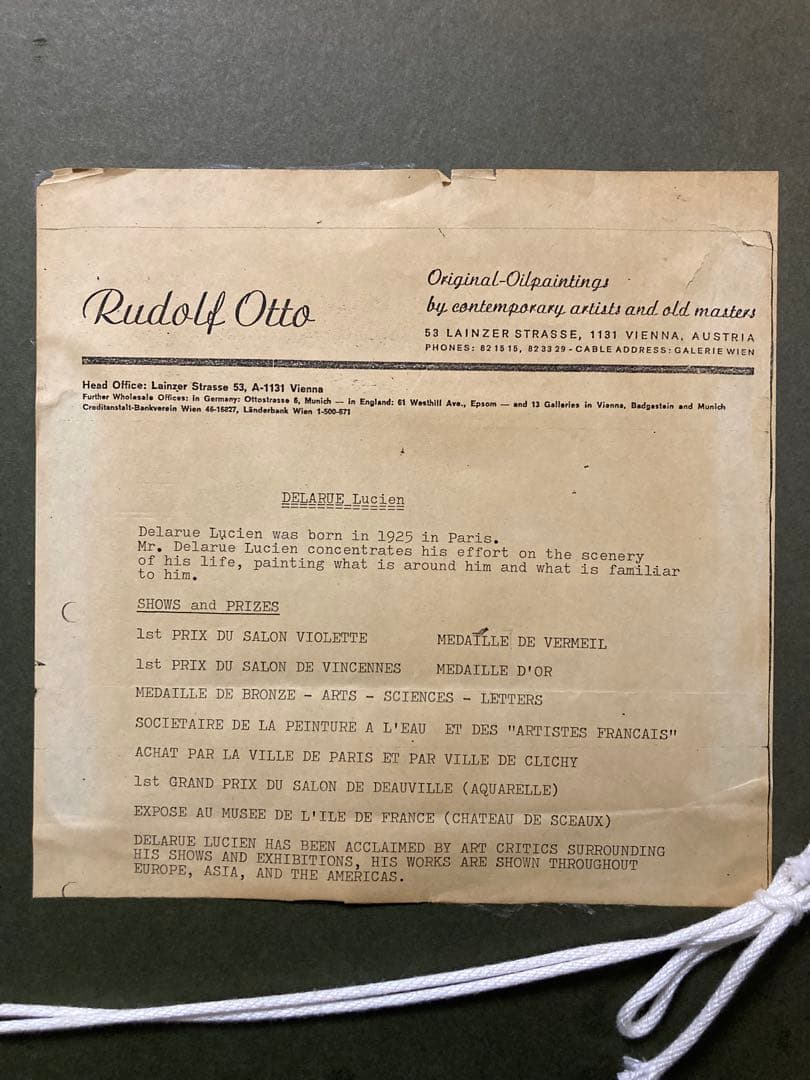 Rudolf Otto
Original-Oilpaintings
by contemporary artists and old masters
53 LAINZER STRASSE, 1131 VIENNA, AUSTRIA
PHONES: 82 15 15, 82 33 29 - CABLE ADDRESS: GALERIE WIEN
Head Office: Lainzer Strasse 53, A-1131 Vienna
Further Wholesale Offices: in Germany: Ottostrasse 6, Munich — in England: 61 Westhill Ave., Epsom — and 13 Galleries in Vienna, Badgastein and Munich
Creditanstalt-Bankverein Wien 46-16827, Länderbank Wien 1-500-671
DELARUE Lucien
Delarue Lucien was born in 1925 in Paris.
Mr. Delarue Lucien concentrates his effort on the scenery
of his life, painting what is around him and what is familiar
to him.
SHOWS and PRIZES
1st PRIX DU SALON VIOLETTE MEDAILLE DE VERMEIL
1st PRIX DU SALON DE VINCENNES MEDAILLE D'OR
MEDAILLE DE BRONZE - ARTS - SCIENCES - LETTERS
SOCIETAIRE DE LA PEINTURE A L'EAU ET DES "ARTISTES FRANCAIS"
ACHAT PAR LA VILLE DE PARIS ET PAR VILLE DE CLICHY
1st GRAND PRIX DU SALON DE DEAUVILLE (AQUARELLE)
EXPOSE AU MUSEE DE L'ILE DE FRANCE (CHATEAU DE SCEAUX)
DELARUE LUCIEN HAS BEEN ACCLAIMED BY ART CRITICS SURROUNDING
HIS SHOWS AND EXHIBITIONS, HIS WORKS ARE SHOWN THROUGHOUT
EUROPE, ASIA, AND THE AMERICAS.